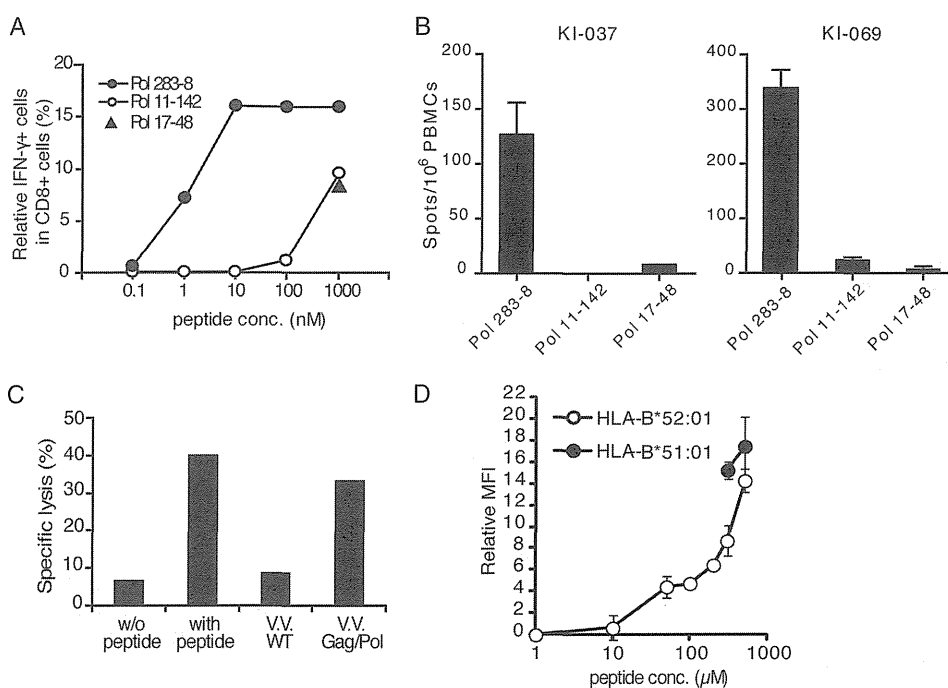 A
Relative IFN-γ+ cells
in CD8+ cells (%)
20
15
10
5
0
Pol 283-8
Pol 11-142
Pol 17-48
0.1
1
10
100
1000
peptide conc. (nM)
B
KI-037
Spots/10⁶ PBMCs
200
150
100
50
0
Pol 283-8
Pol 11-142
Pol 17-48
KI-069
400
300
200
100
0
Pol 283-8
Pol 11-142
Pol 17-48
C
Specific lysis (%)
50
40
30
20
10
0
w/o
peptide
with
peptide
V.V.
WT
V.V.
Gag/Pol
D
Relative MFI
22
20
18
16
14
12
10
8
6
4
2
0
HLA-B*52:01
HLA-B*51:01
1
10
100
1000
peptide conc. (μM)